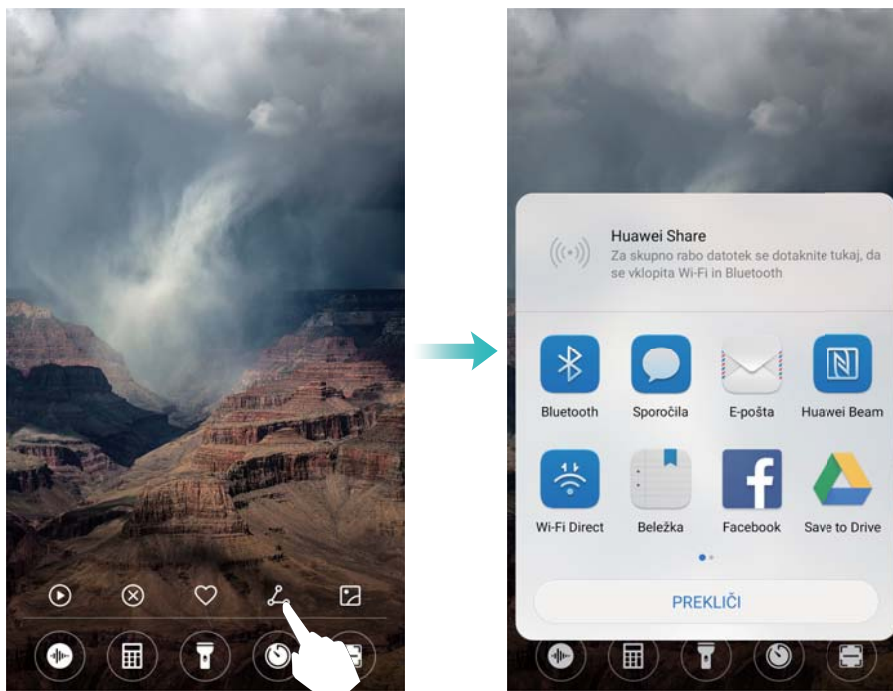 Huawei Share
Za skupno rabo datotek se dotaknite tukaj, da
se vklopita Wi-Fi in Bluetooth
Bluetooth Sporočila E-pošta Huawei Beam
Wi-Fi Direct Beležka Facebook Save to Drive
PREKLIČI